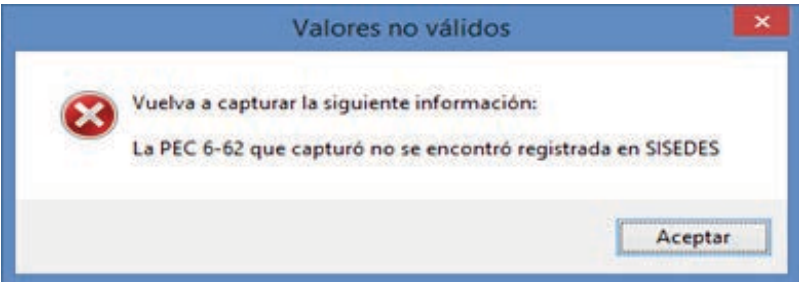 Valores no válidos
Vuelva a capturar la siguiente información:
La PEC 6-62 que capturó no se encontró registrada en SISEDES
Aceptar